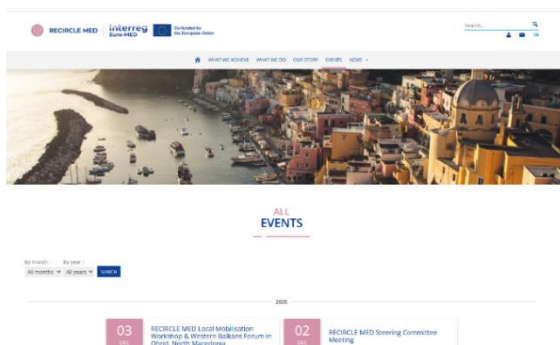 RECIRCLE MED
Interreg
Euro-MED
Co-funded by
the European Union
Search...
WHAT WE ACHIEVE WHAT WE DO OUR STORY EVENTS NEWS
ALL
EVENTS
By month : By year :
All months All years SEARCH
2025
03
DEC
RECIRCLE MED Local Mobilisation
Workshop & Western Balkans Forum in
Ohrid, North Macedonia
02
DEC
RECIRCLE MED Steering Committee
Meeting